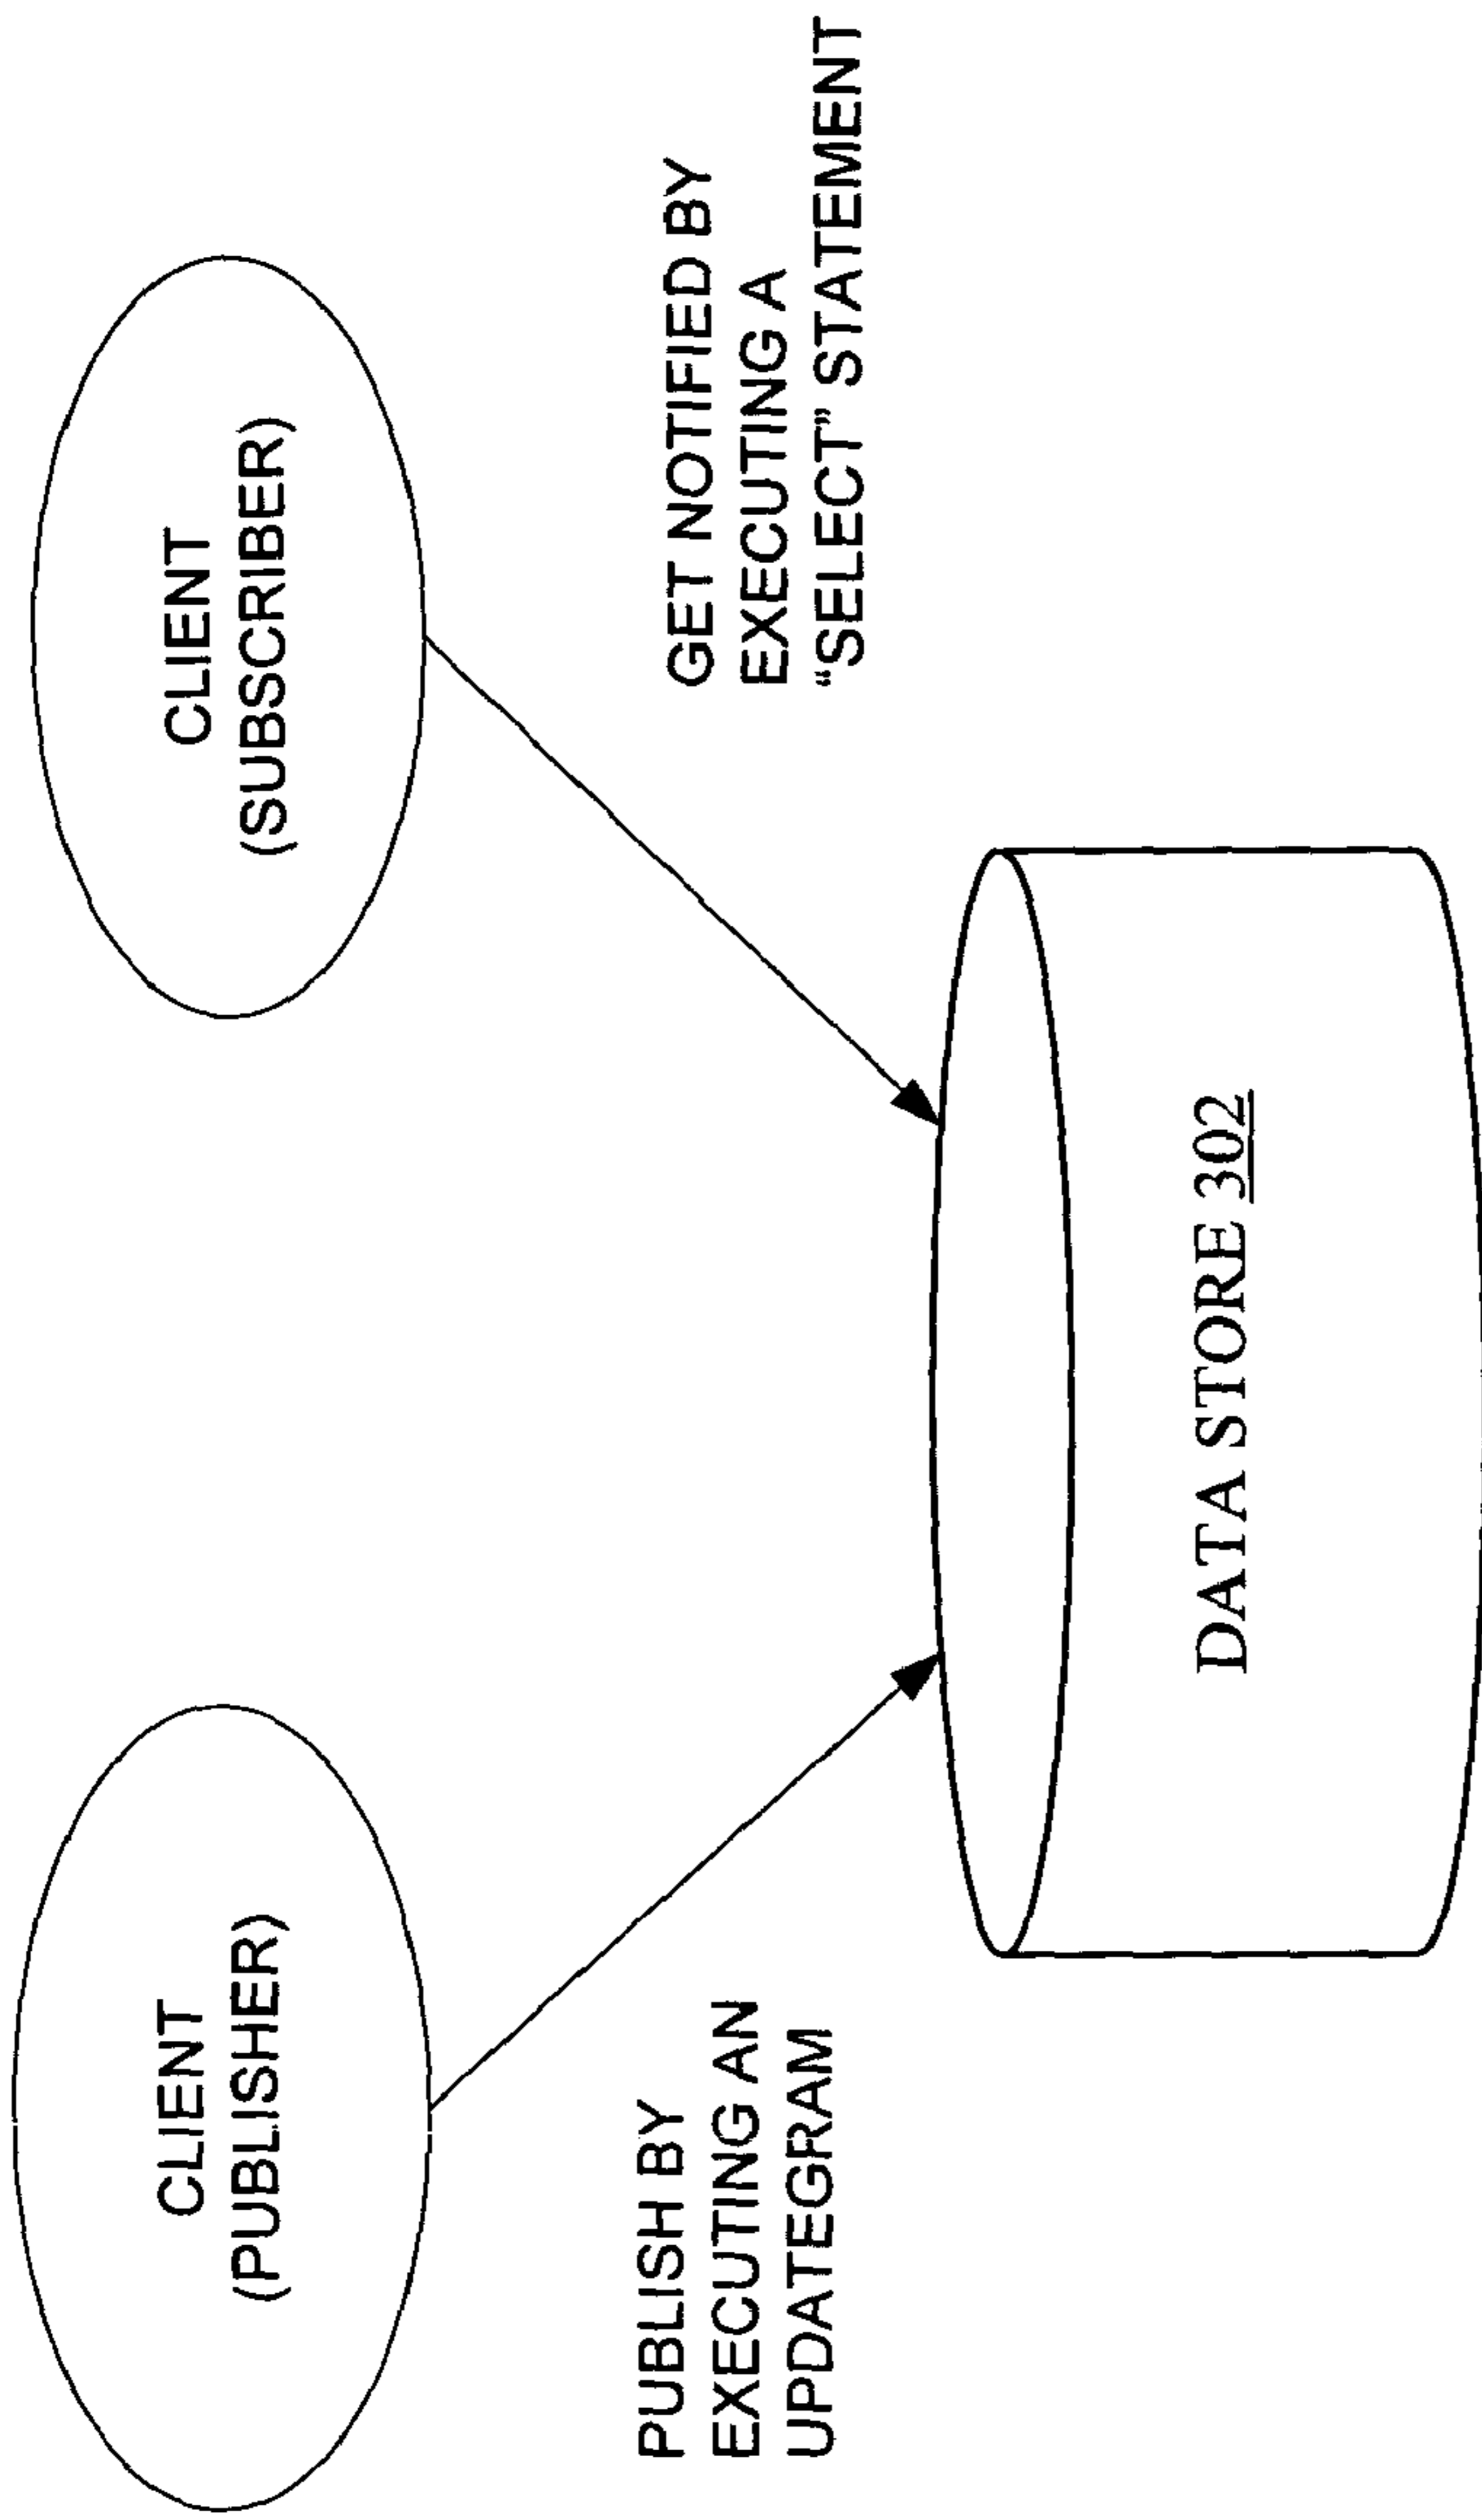 CLIENT
(PUBLISHER)
CLIENT
(SUBSCRIBER)
PUBLISH BY
EXECUTING AN
UPDATEGRAM
GET NOTIFIED BY
EXECUTING A
“SELECT” STATEMENT
DATA STORE 302